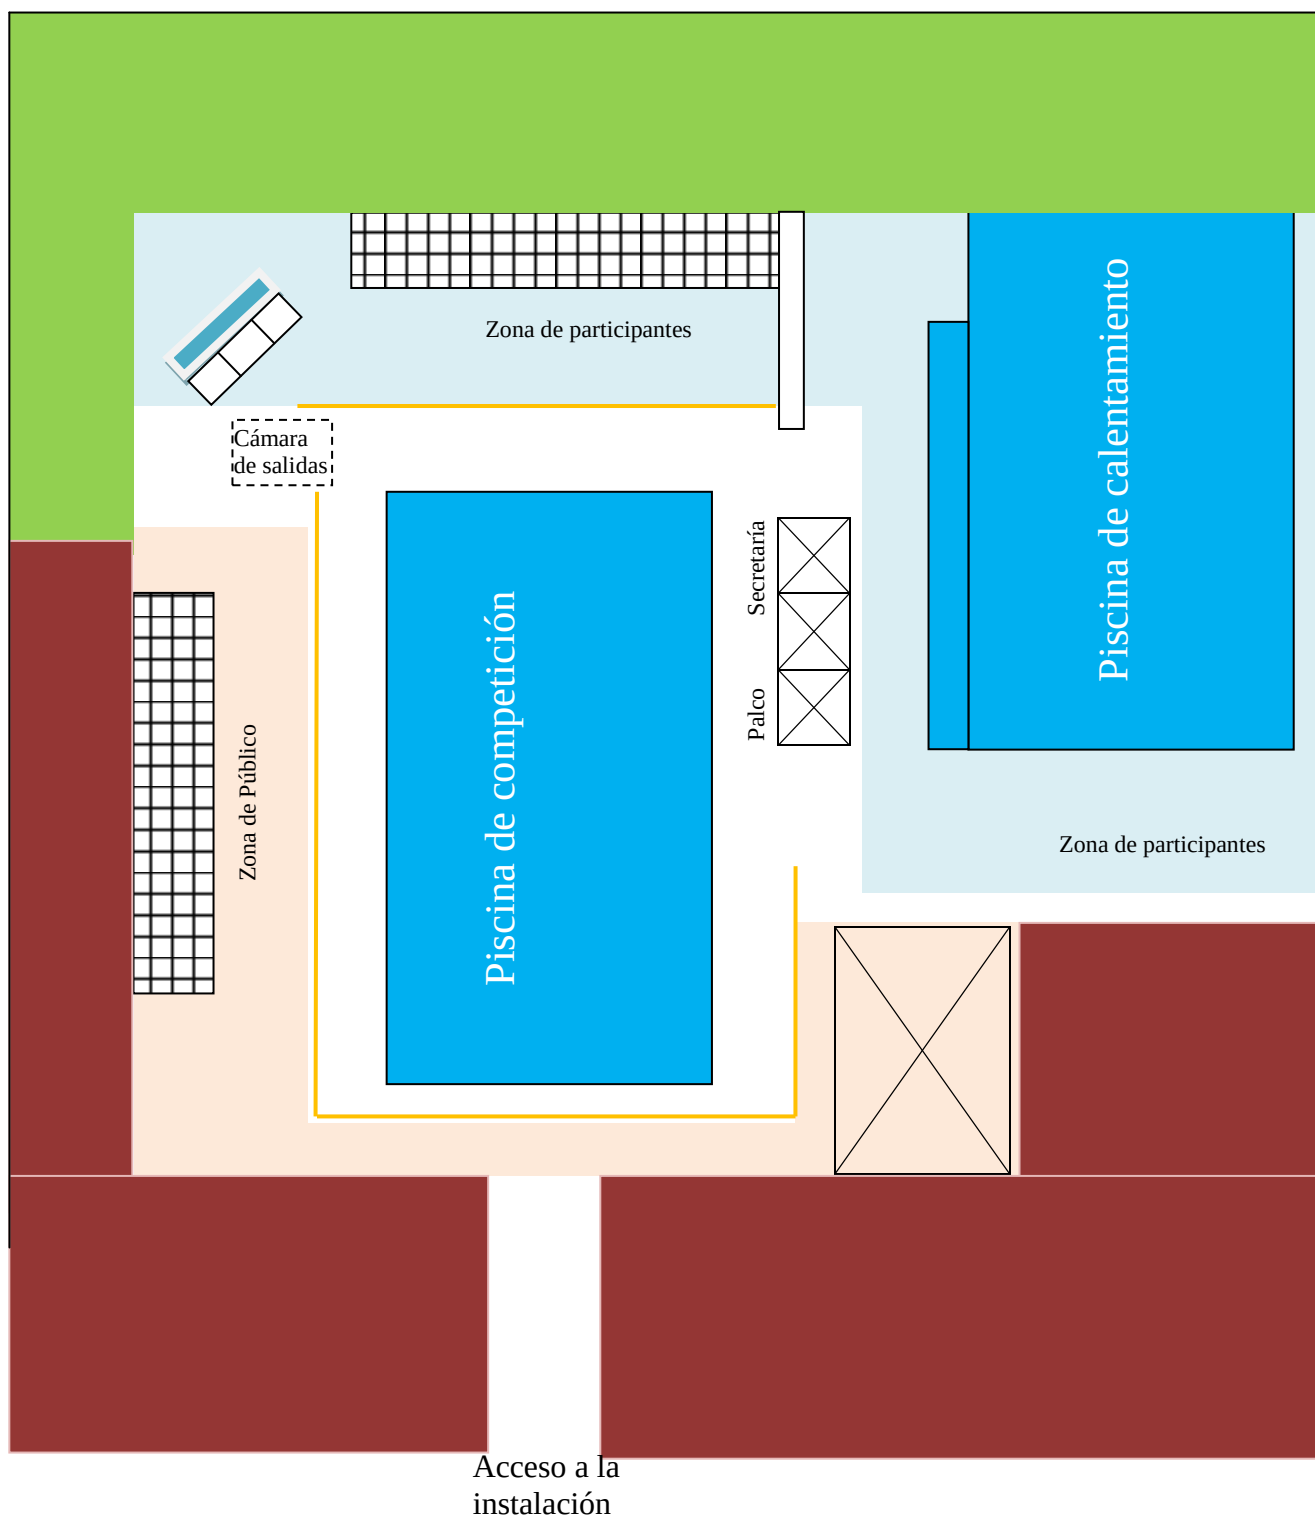 Zona de participantes
Piscina de calentamiento
Cámara
de salidas
Secretaría
Piscina de competición
Palco
Zona de Público
Zona de participantes
Acceso a la
instalación